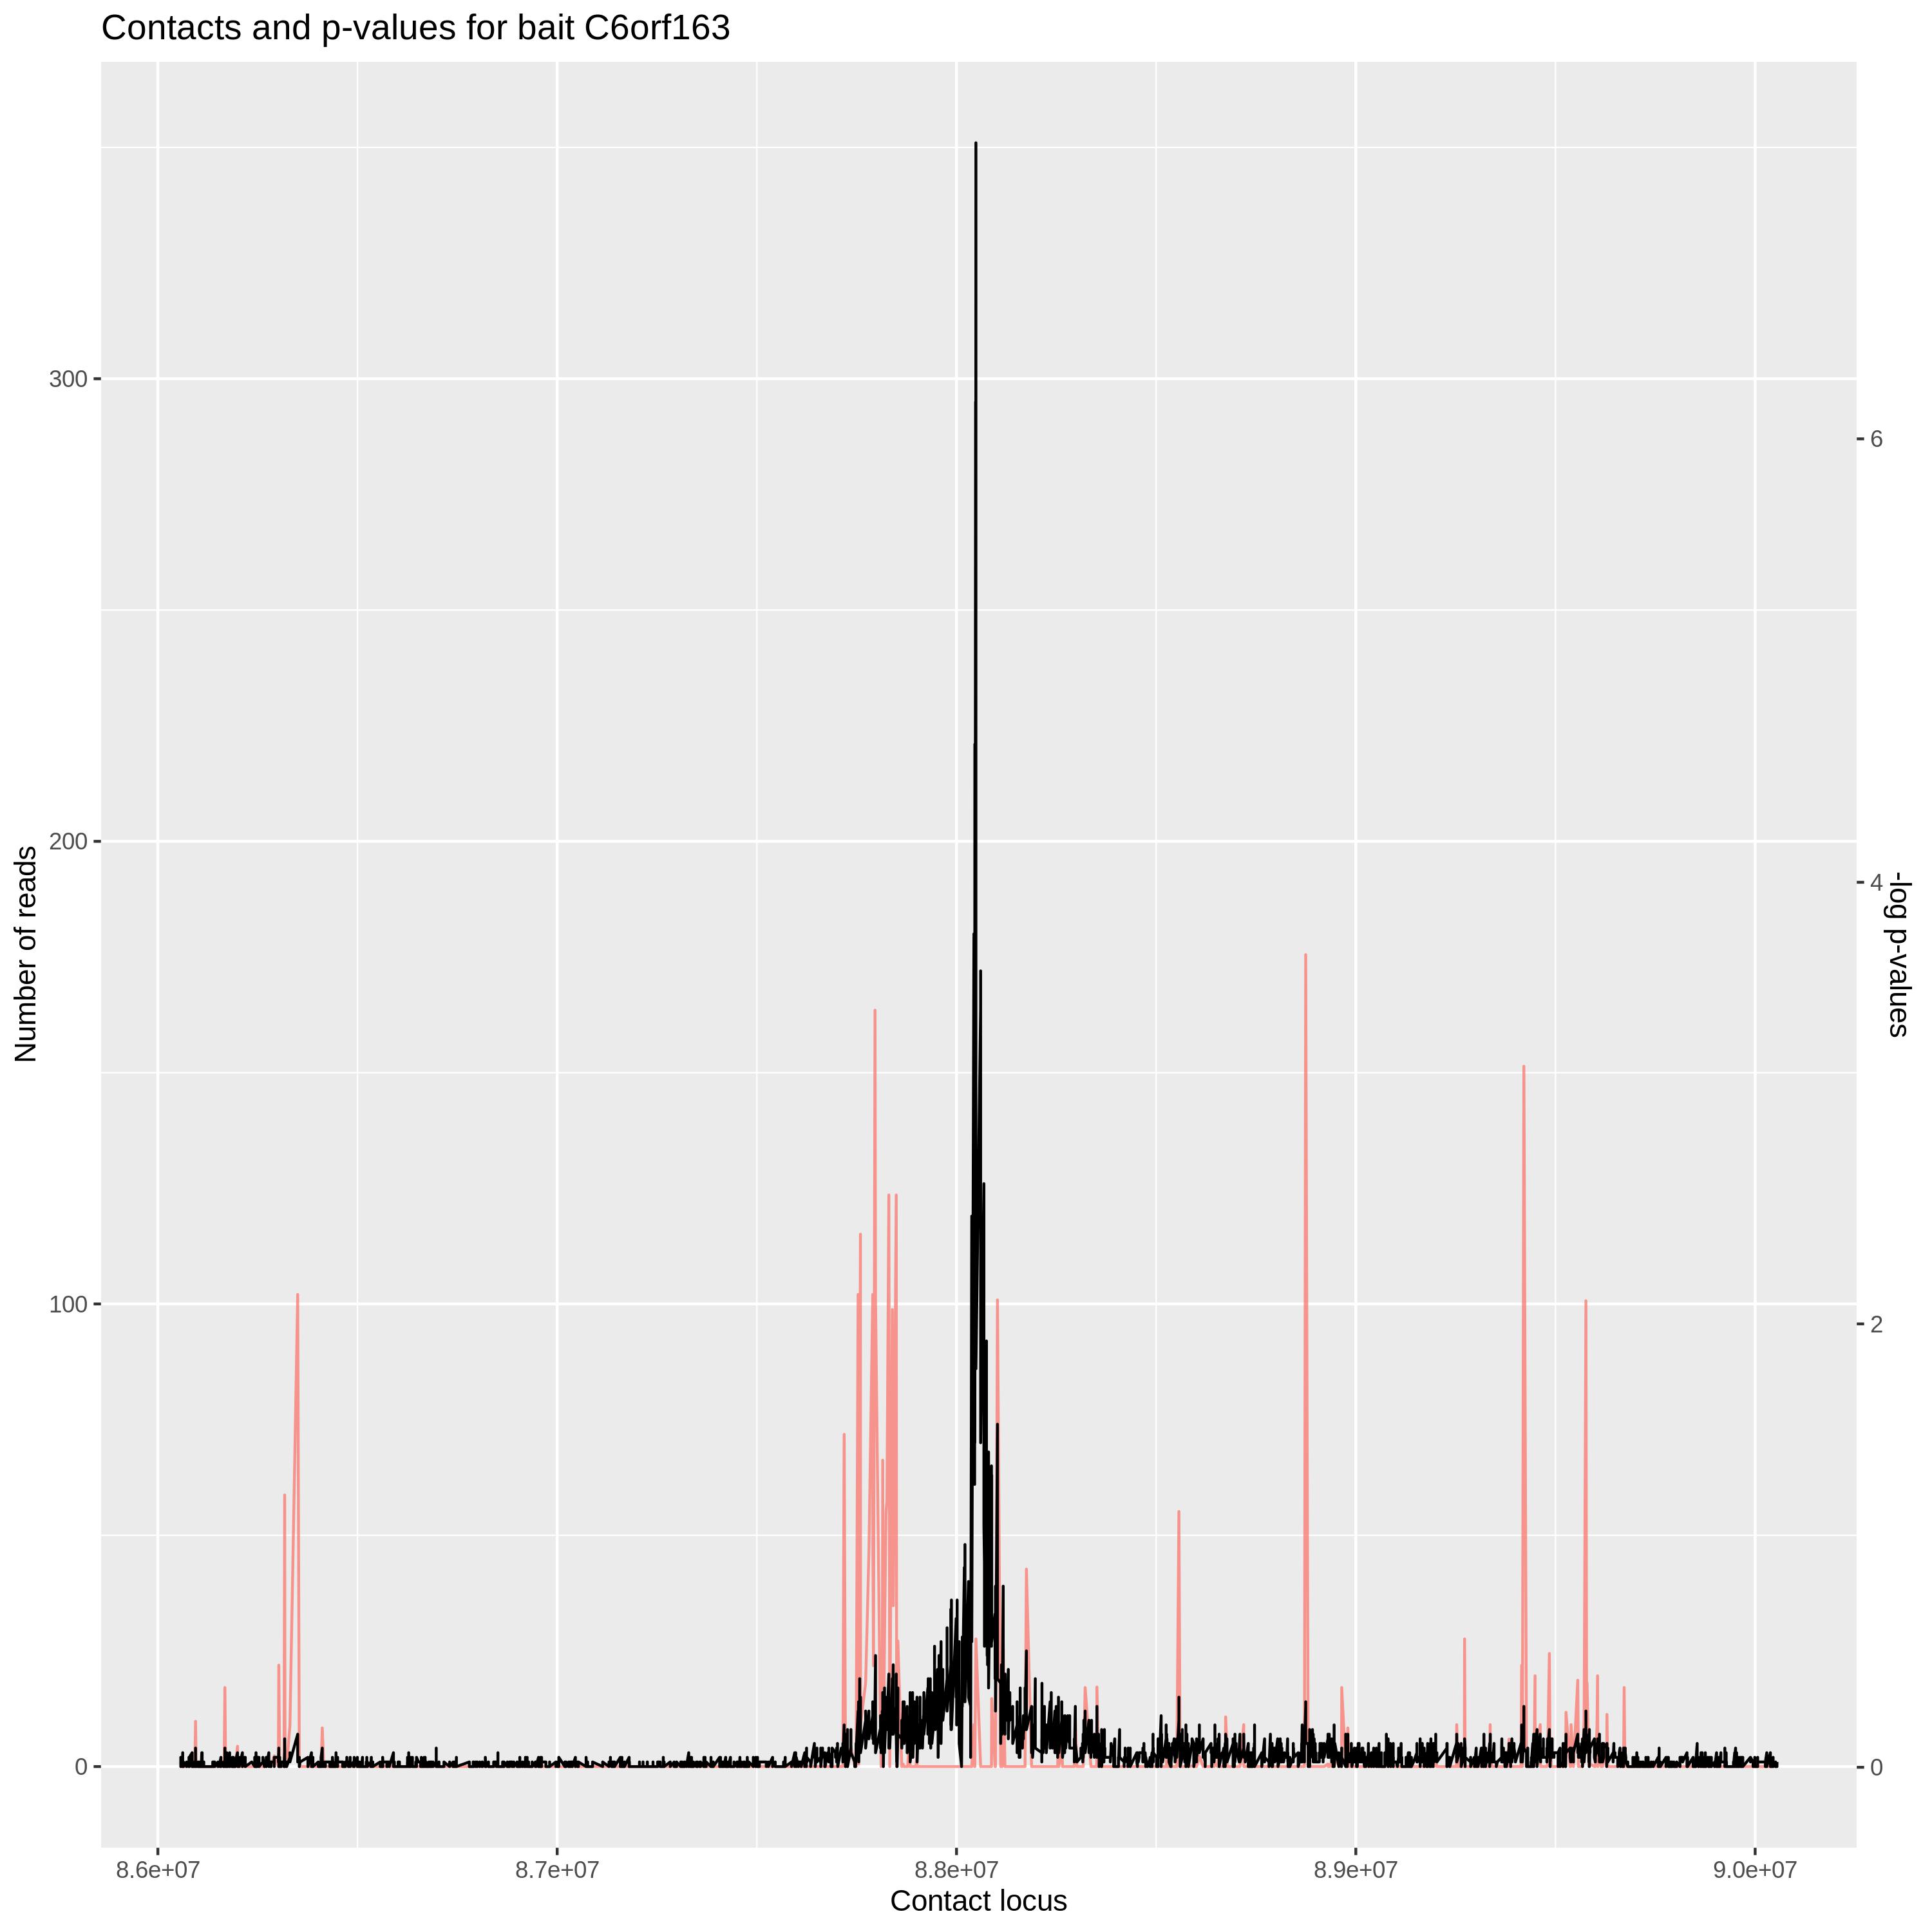 Contacts and p-values for bait C6orf163
Number of reads
300
200
100
0
6
4
2
0
-log p-values
8.6e+07 8.7e+07 8.8e+07 8.9e+07 9.0e+07
Contact locus